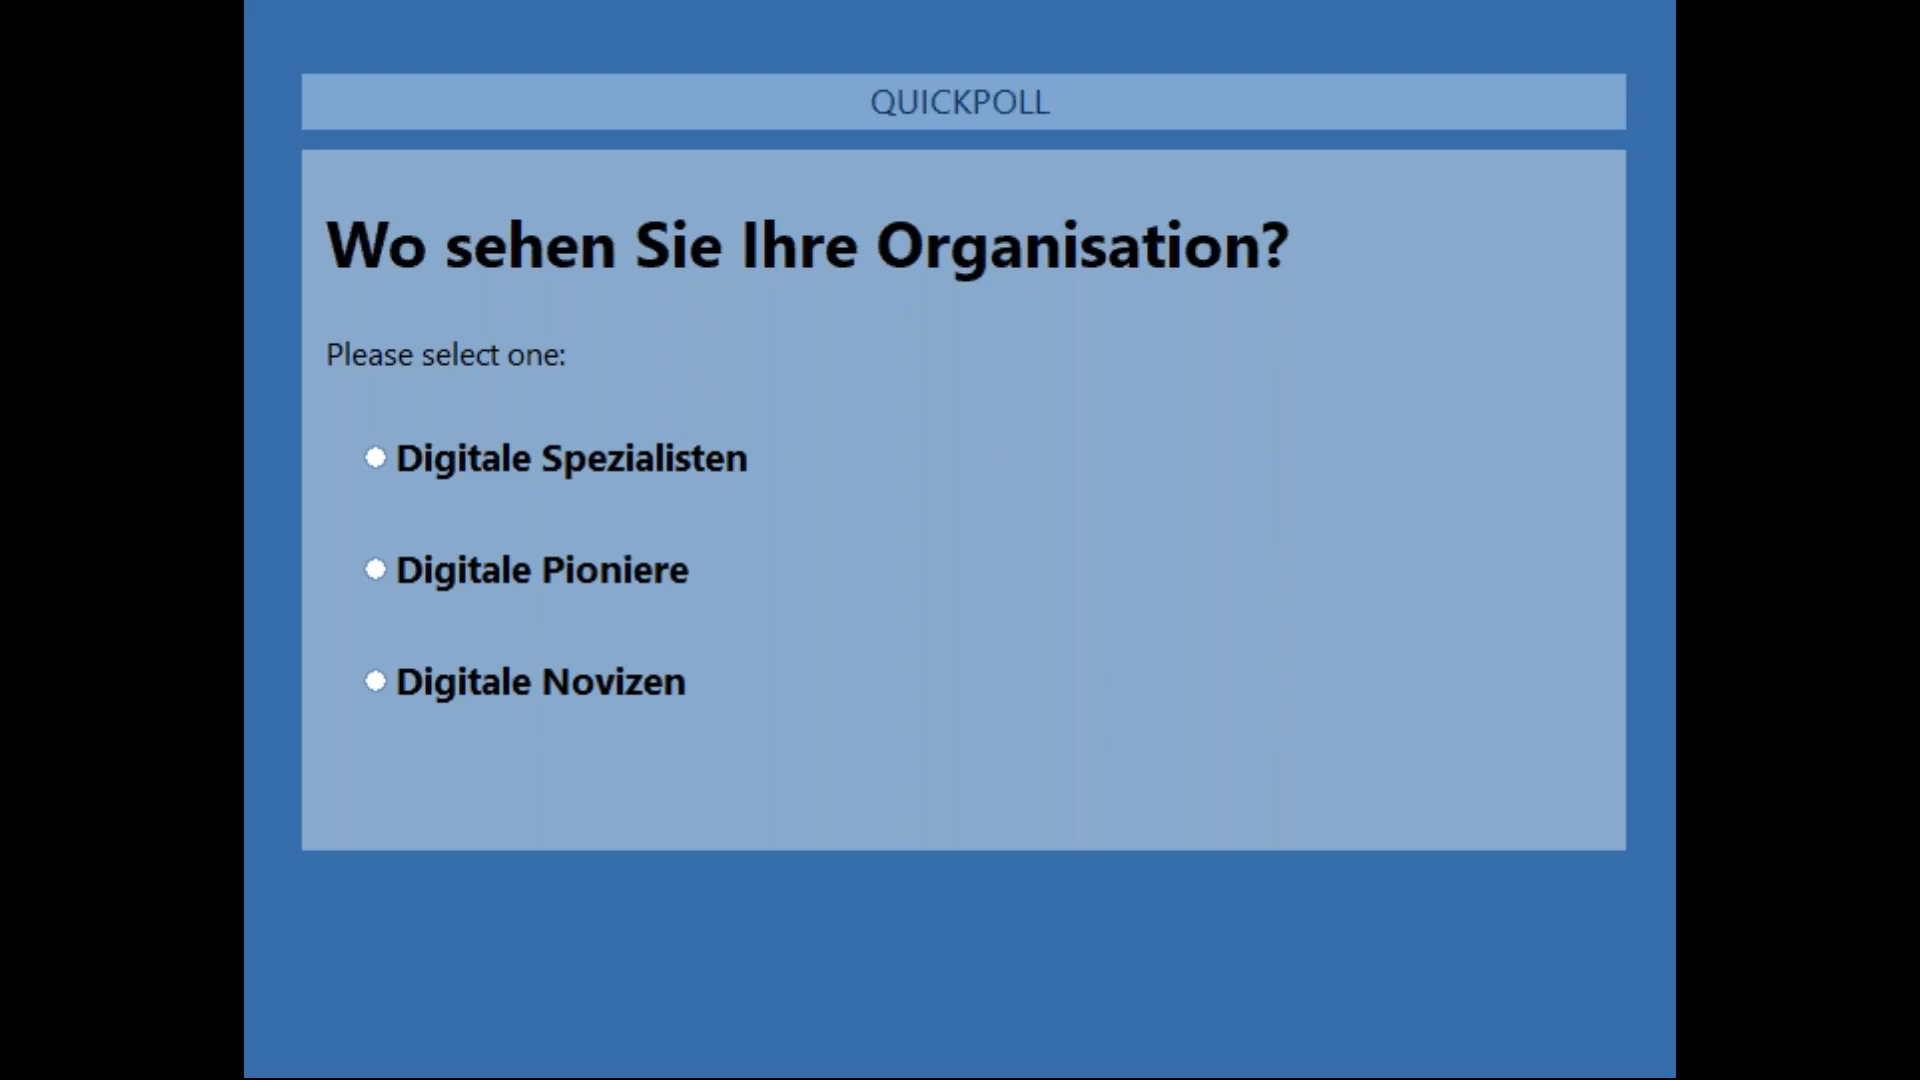 QUICKPOLL
Wo sehen Sie Ihre Organisation?
Please select one:
Digitale Spezialisten
Digitale Pioniere
Digitale Novizen